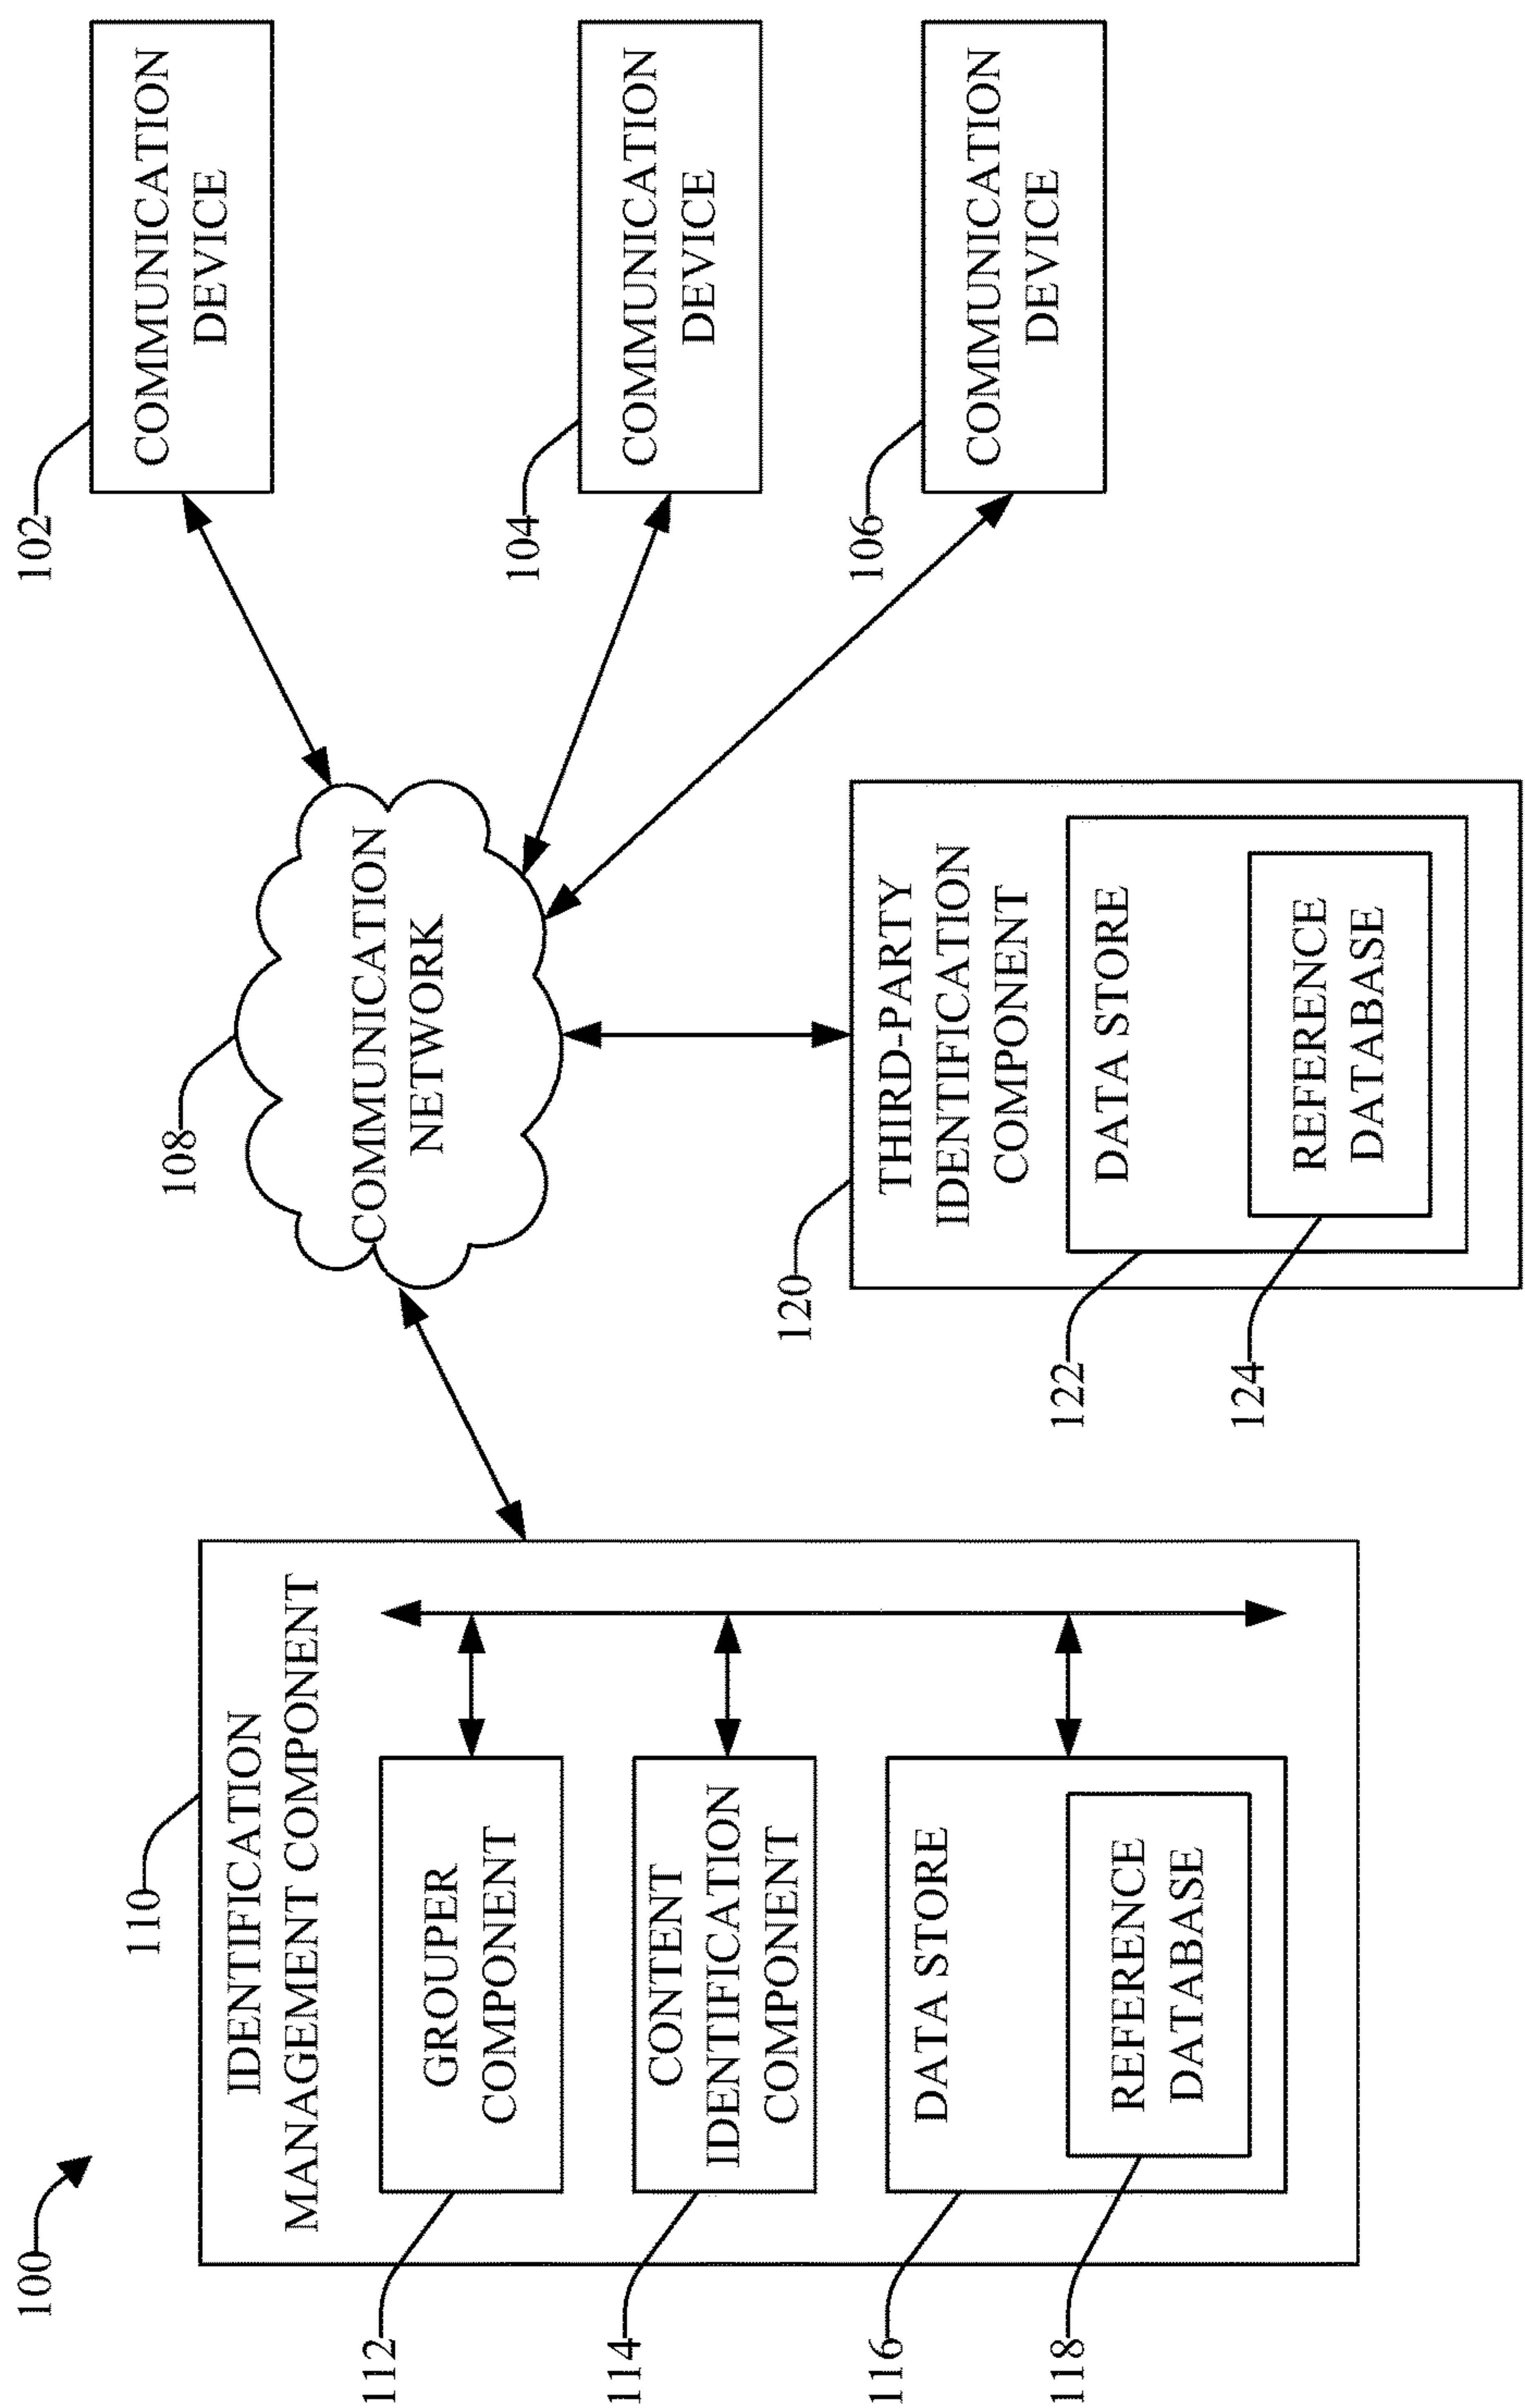 100
110
IDENTIFICATION
MANAGEMENT COMPONENT
112
GROUPER
COMPONENT
114
CONTENT
IDENTIFICATION
COMPONENT
116
DATA STORE
118
REFERENCE
DATABASE
108
COMMUNICATION
NETWORK
120
THIRD-PARTY
IDENTIFICATION
COMPONENT
122
DATA STORE
124
REFERENCE
DATABASE
102
COMMUNICATION
DEVICE
104
COMMUNICATION
DEVICE
106
COMMUNICATION
DEVICE